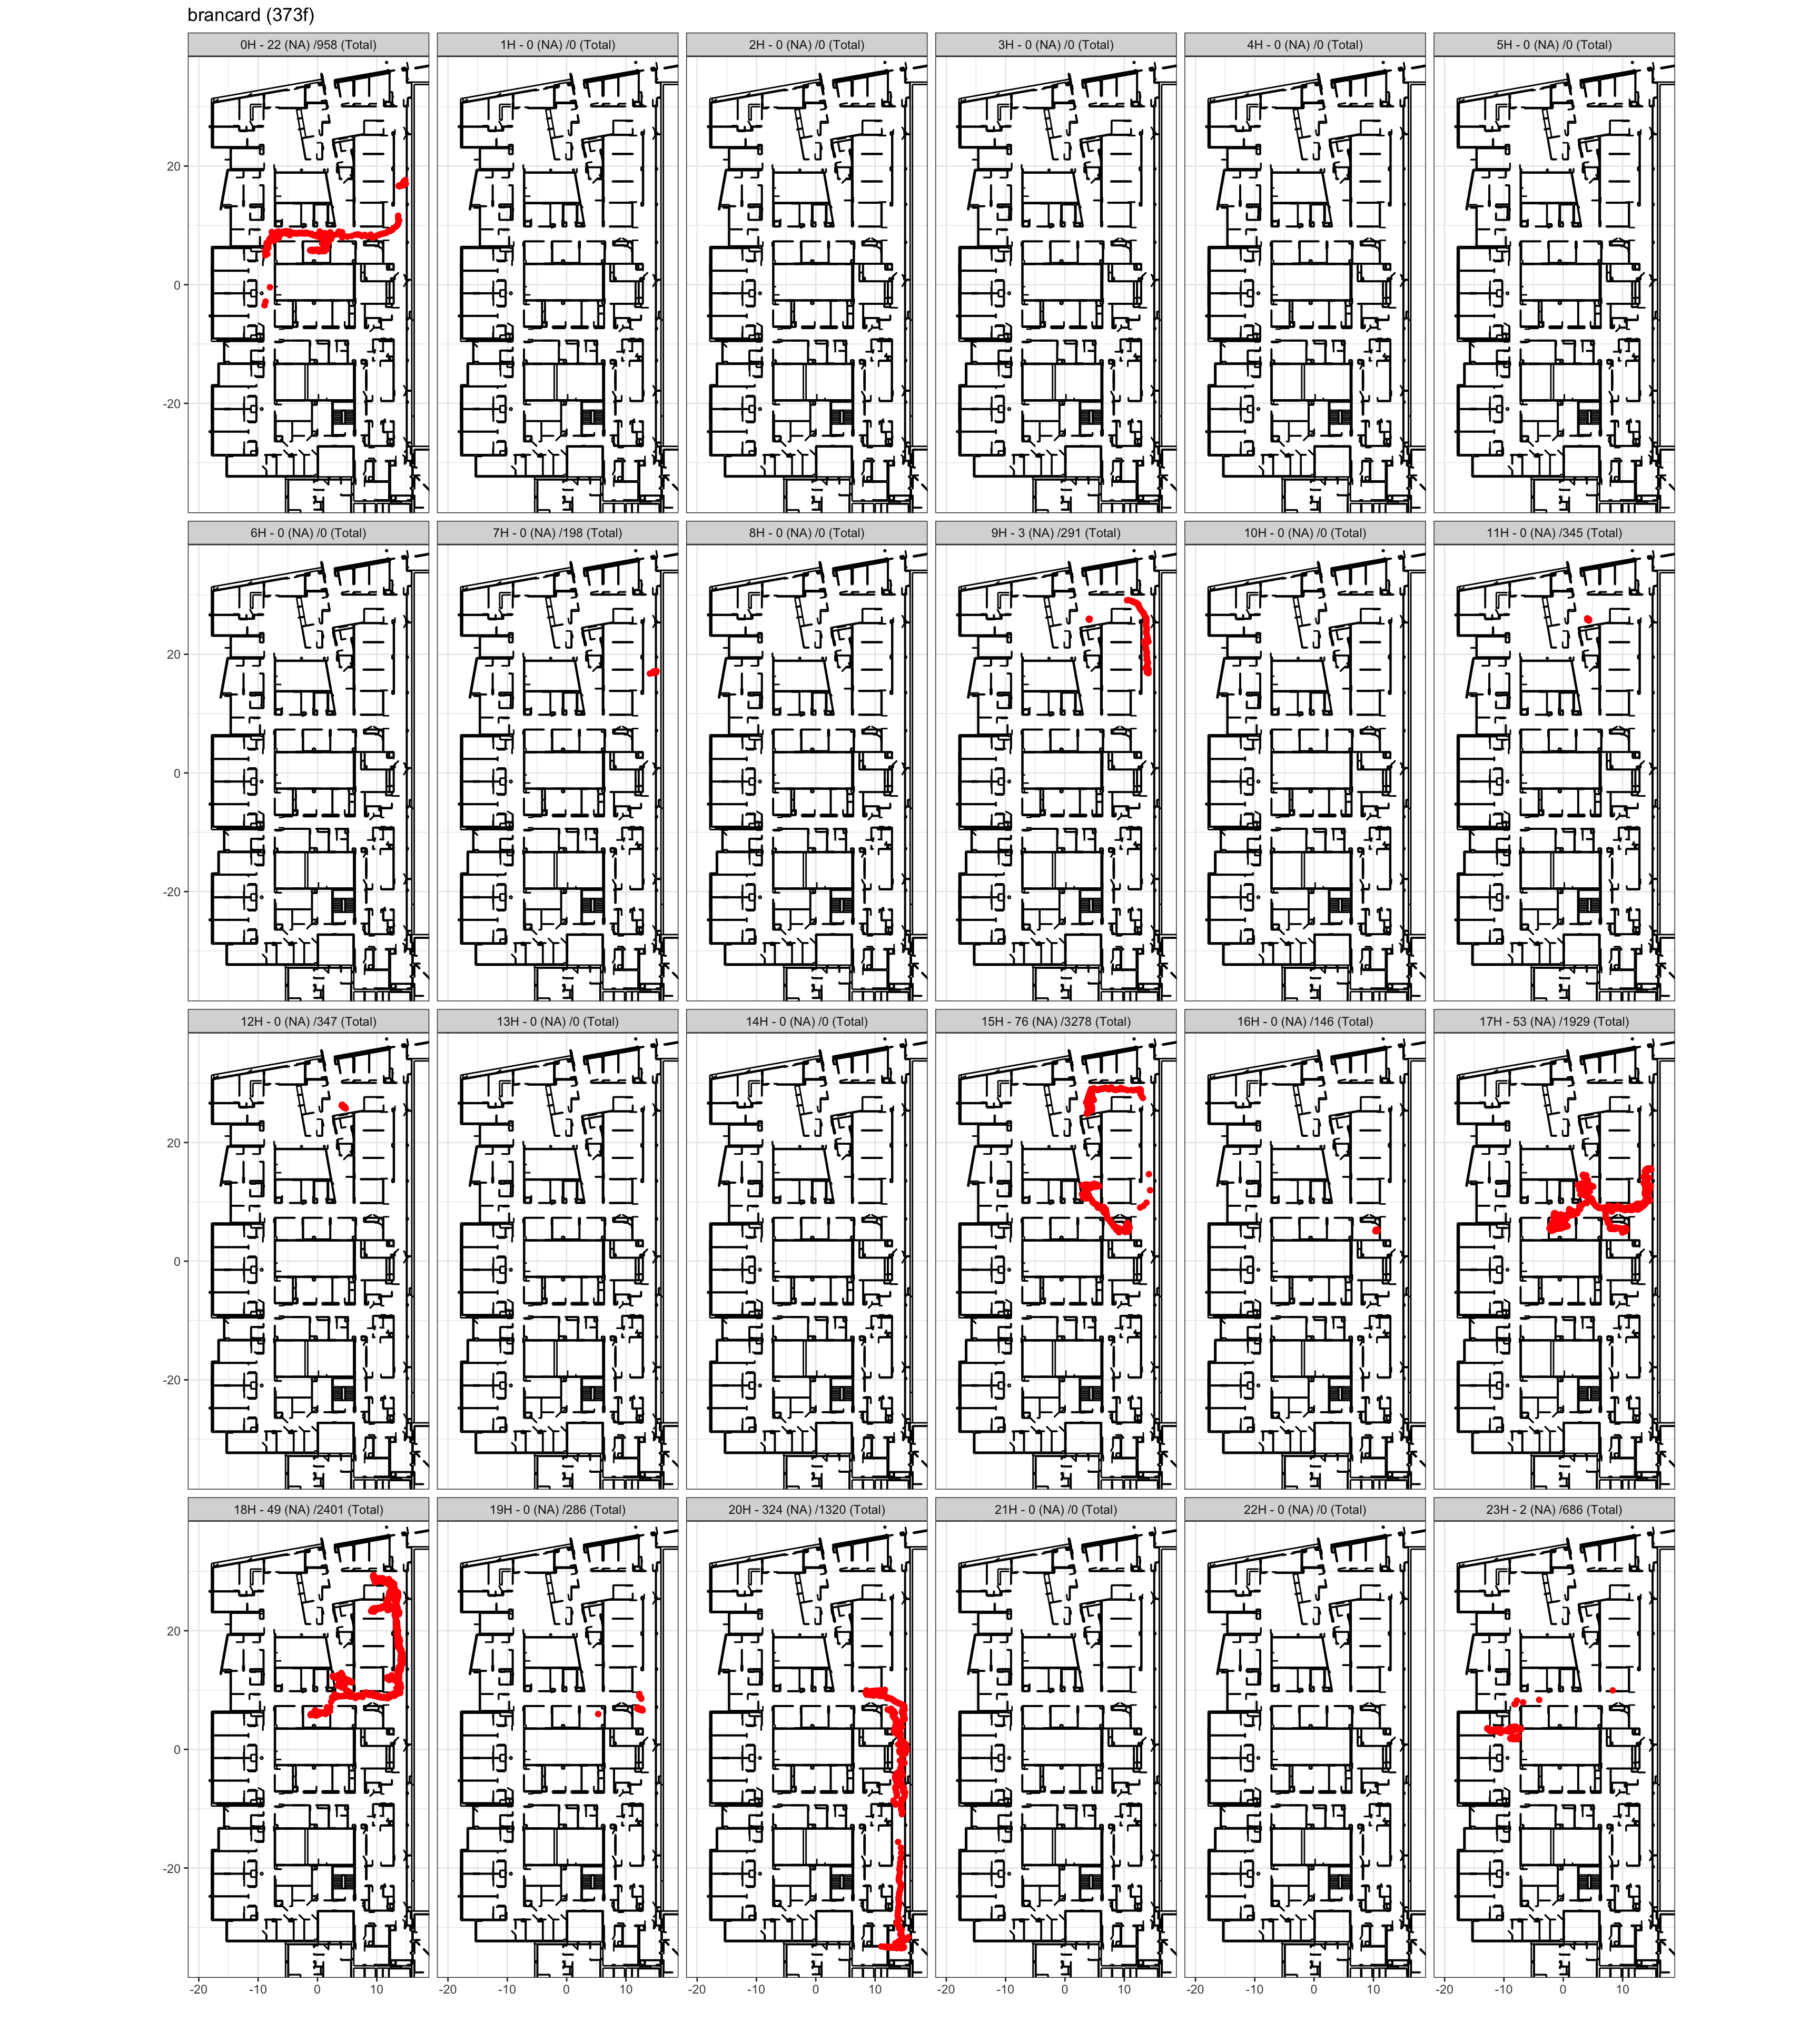 brancard (373f)
0H - 22 (NA) /958 (Total) 1H - 0 (NA) /0 (Total) 2H - 0 (NA) /0 (Total) 3H - 0 (NA) /0 (Total) 4H - 0 (NA) /0 (Total) 5H - 0 (NA) /0 (Total)
20
0
-20
6H - 0 (NA) /0 (Total) 7H - 0 (NA) /198 (Total) 8H - 0 (NA) /0 (Total) 9H - 3 (NA) /291 (Total) 10H - 0 (NA) /0 (Total) 11H - 0 (NA) /345 (Total)
20
0
-20
12H - 0 (NA) /347 (Total) 13H - 0 (NA) /0 (Total) 14H - 0 (NA) /0 (Total) 15H - 76 (NA) /3278 (Total) 16H - 0 (NA) /146 (Total) 17H - 53 (NA) /1929 (Total)
20
0
-20
18H - 49 (NA) /2401 (Total) 19H - 0 (NA) /286 (Total) 20H - 324 (NA) /1320 (Total) 21H - 0 (NA) /0 (Total) 22H - 0 (NA) /0 (Total) 23H - 2 (NA) /686 (Total)
20
0
-20
-20 -10 0 10 -20 -10 0 10 -20 -10 0 10 -20 -10 0 10 -20 -10 0 10 -20 -10 0 10